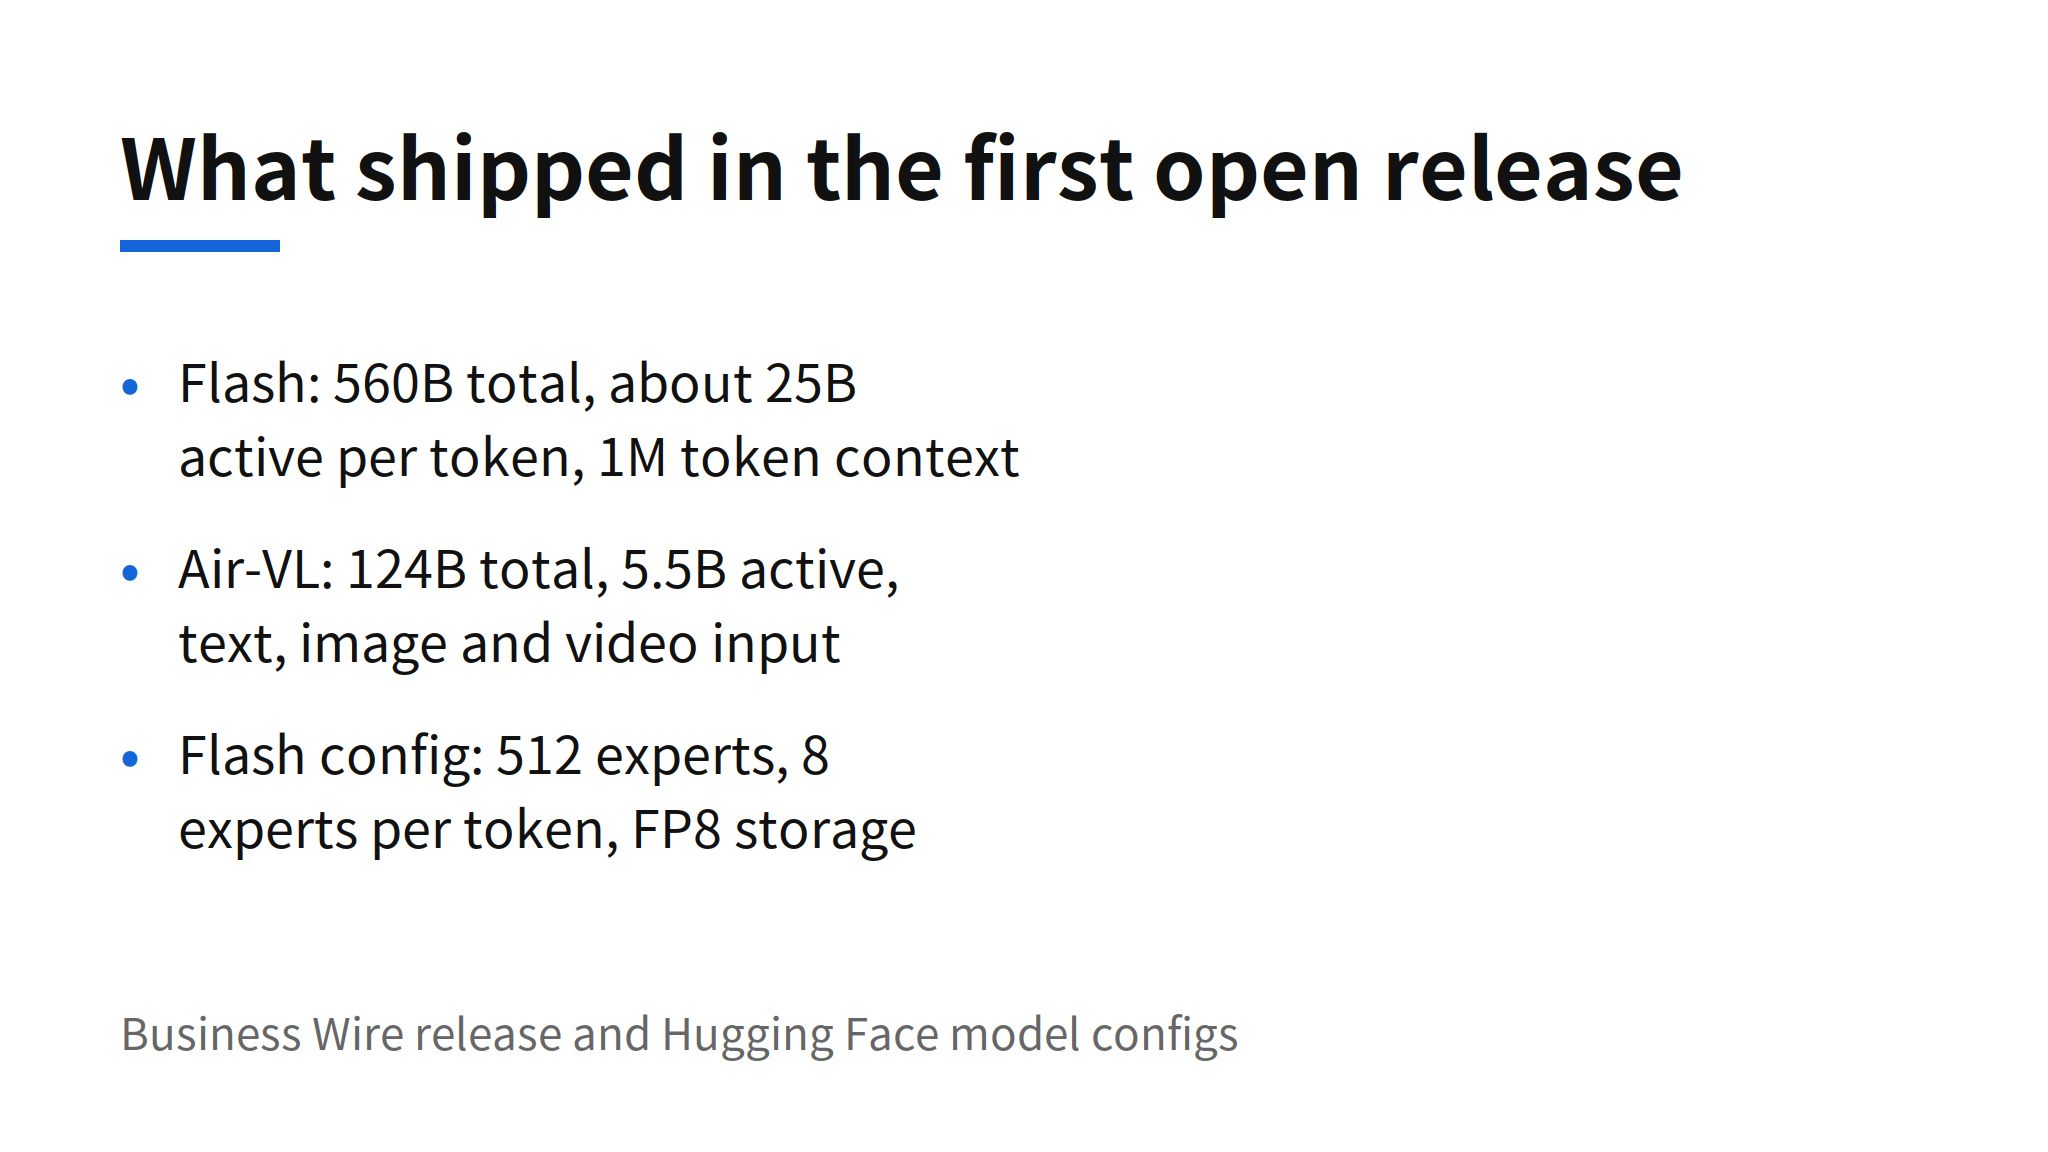 What shipped in the first open release
• Flash: 560B total, about 25B
active per token, 1M token context
• Air-VL: 124B total, 5.5B active,
text, image and video input
• Flash config: 512 experts, 8
experts per token, FP8 storage
Business Wire release and Hugging Face model configs